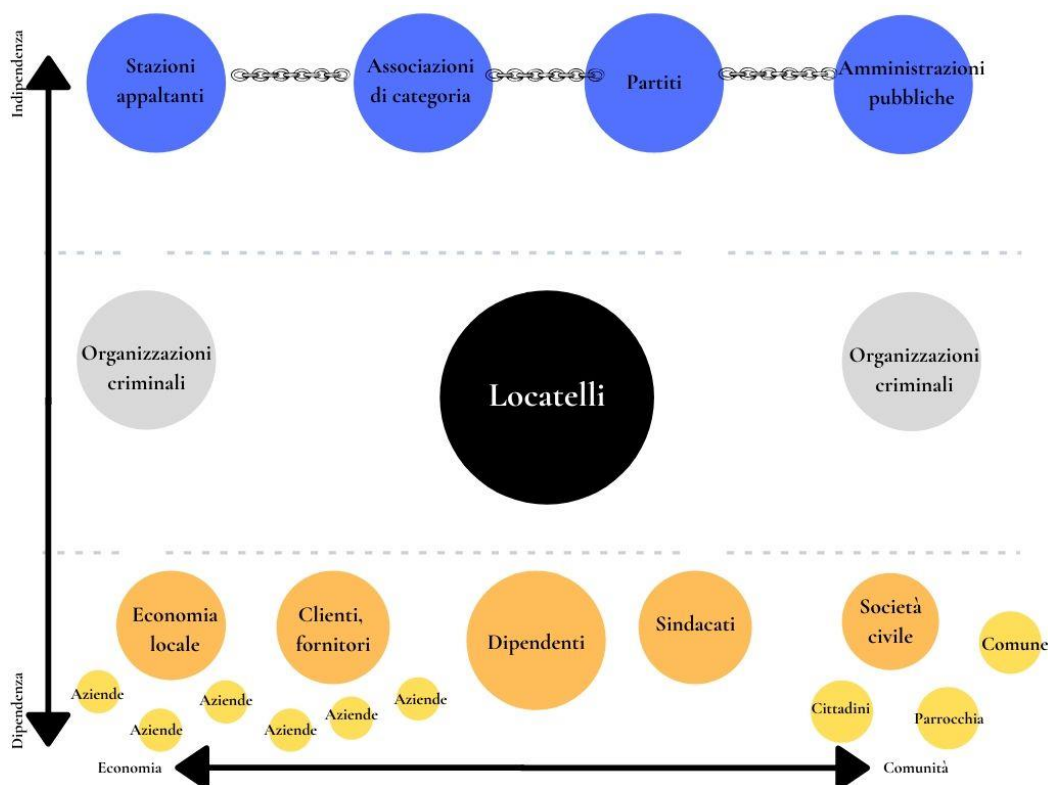 Indipendenza
Stazioni
appaltanti
Associazioni
di categoria
Partiti
Amministrazioni
pubbliche
Organizzazioni
criminali
Locatelli
Organizzazioni
criminali
Economia
locale
Clienti,
fornitori
Dipendenti
Sindacati
Società
civile
Comune
Aziende
Aziende
Aziende
Aziende
Aziende
Aziende
Cittadini
Parrocchia
Dipendenza
Economia
Comunità